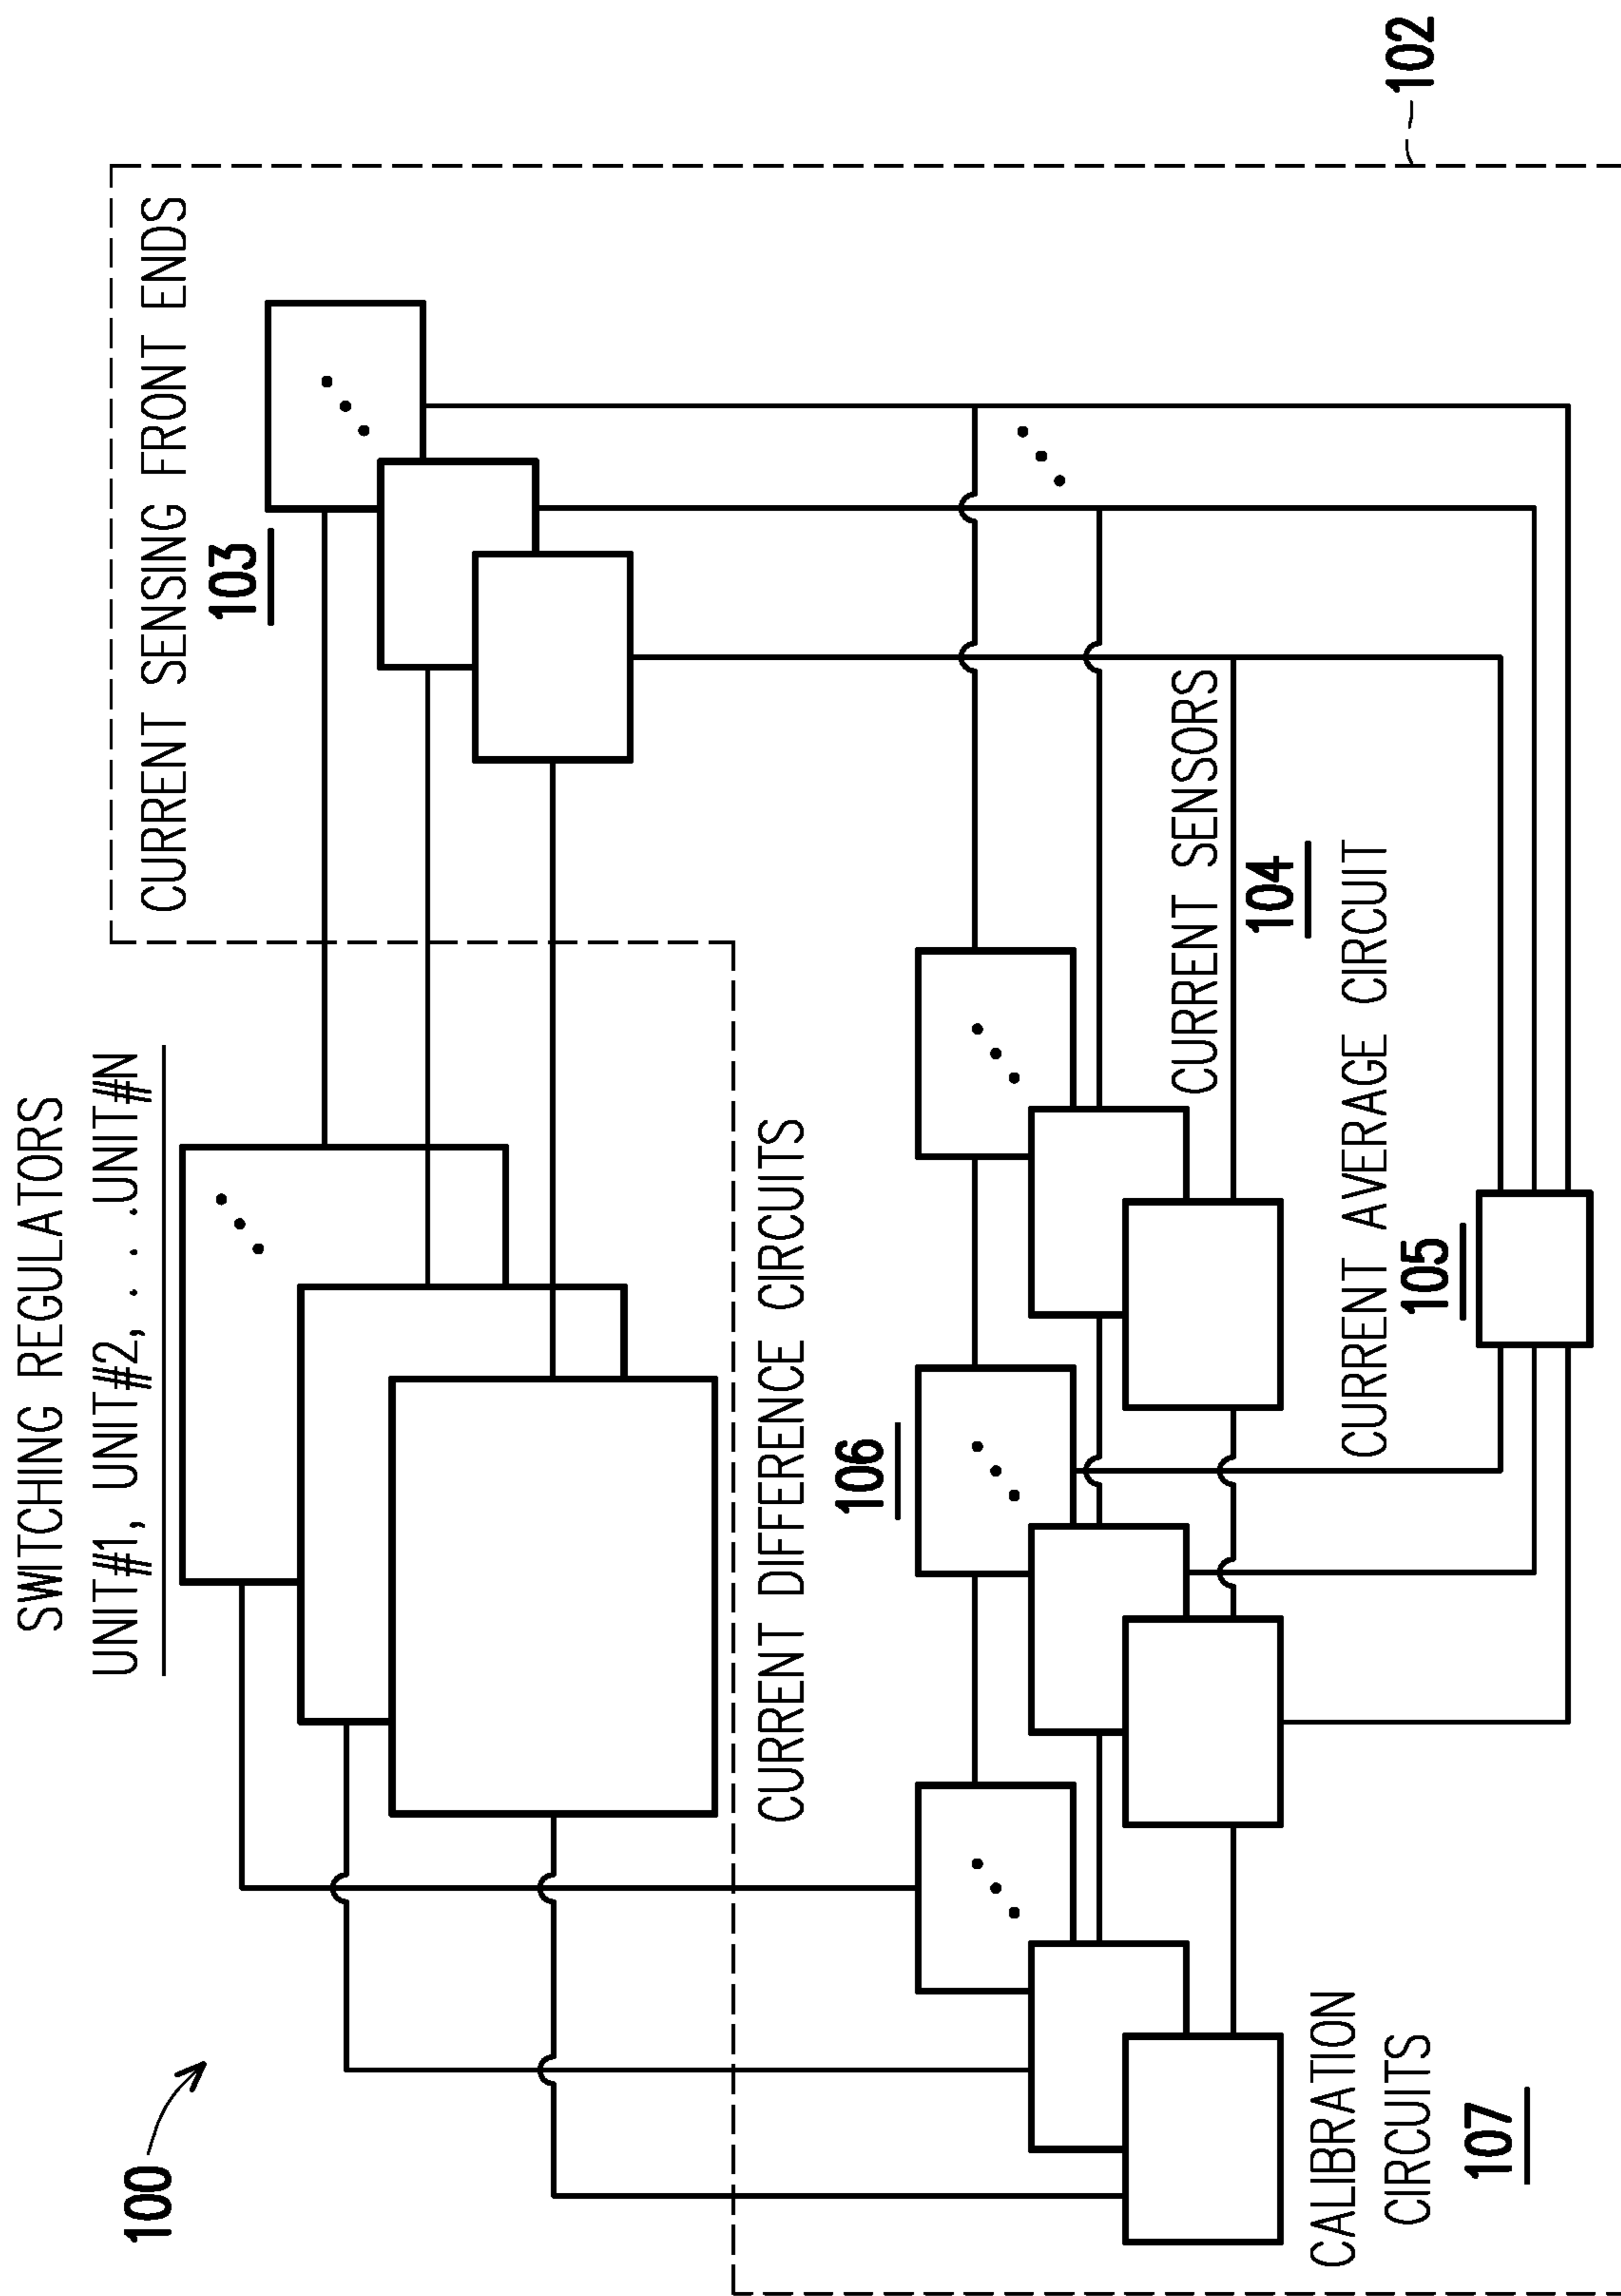 100
SWITCHING REGULATORS
UNIT#1, UNIT#2, . . .UNIT#N
CURRENT SENSING FRONT ENDS
103
CURRENT DIFFERENCE CIRCUITS
106
CURRENT SENSORS
104
CURRENT AVERAGE CIRCUIT
105
CALIBRATION
CIRCUITS
107
102